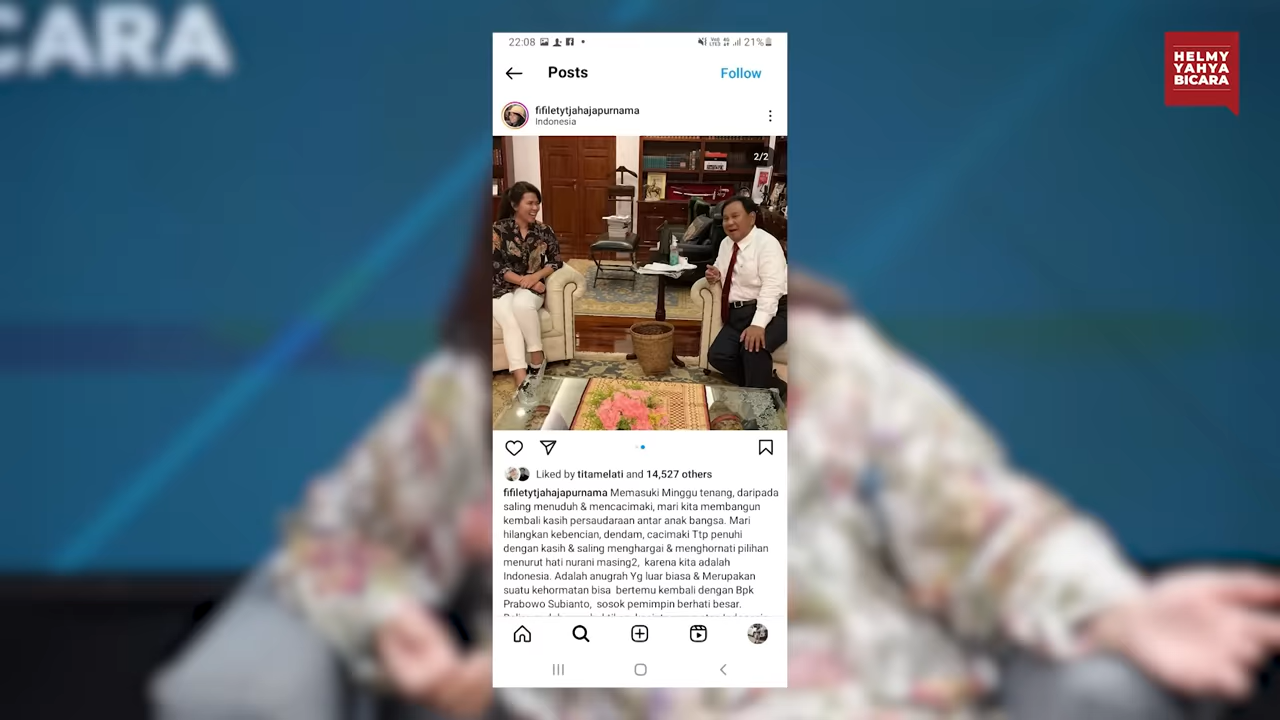 CARA
HELMY
YAHYA
BICARA
22:08
21%
Posts
Follow
fifiletytjahajapurnama
Indonesia
2/2
Liked by titamelati and 14,527 others
fifiletytjahajapurnama Memasuki Minggu tenang, daripada
saling menuduh & mencacimaki, mari kita membangun
kembali kasih persaudaraan antar anak bangsa. Mari
hilangkan kebencian, dendam, cacimaki Ttp penuhi
dengan kasih & saling menghargai & menghornati pilihan
menurut hati nurani masing2, karena kita adalah
Indonesia. Adalah anugrah Yg luar biasa & Merupakan
suatu kehormatan bisa bertemu kembali dengan Bpk
Prabowo Subianto, sosok pemimpin berhati besar.